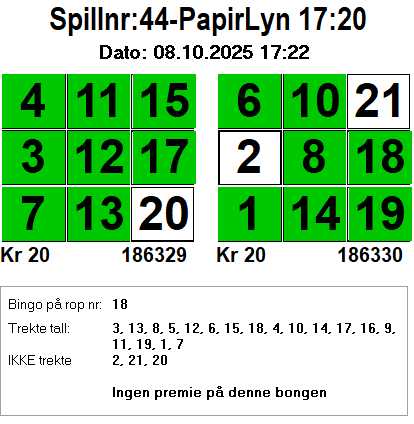 Spillnr:44-PapirLyn 17:20
Dato: 08.10.2025 17:22
4 11 15 6 10 21
3 12 17 2 8 18
7 13 20 1 14 19
Kr 20 186329 Kr 20 186330
Bingo på rop nr: 18
Trekte tall: 3, 13, 8, 5, 12, 6, 15, 18, 4, 10, 14, 17, 16, 9,
11, 19, 1, 7
IKKE trekte 2, 21, 20
Ingen premie på denne bongen